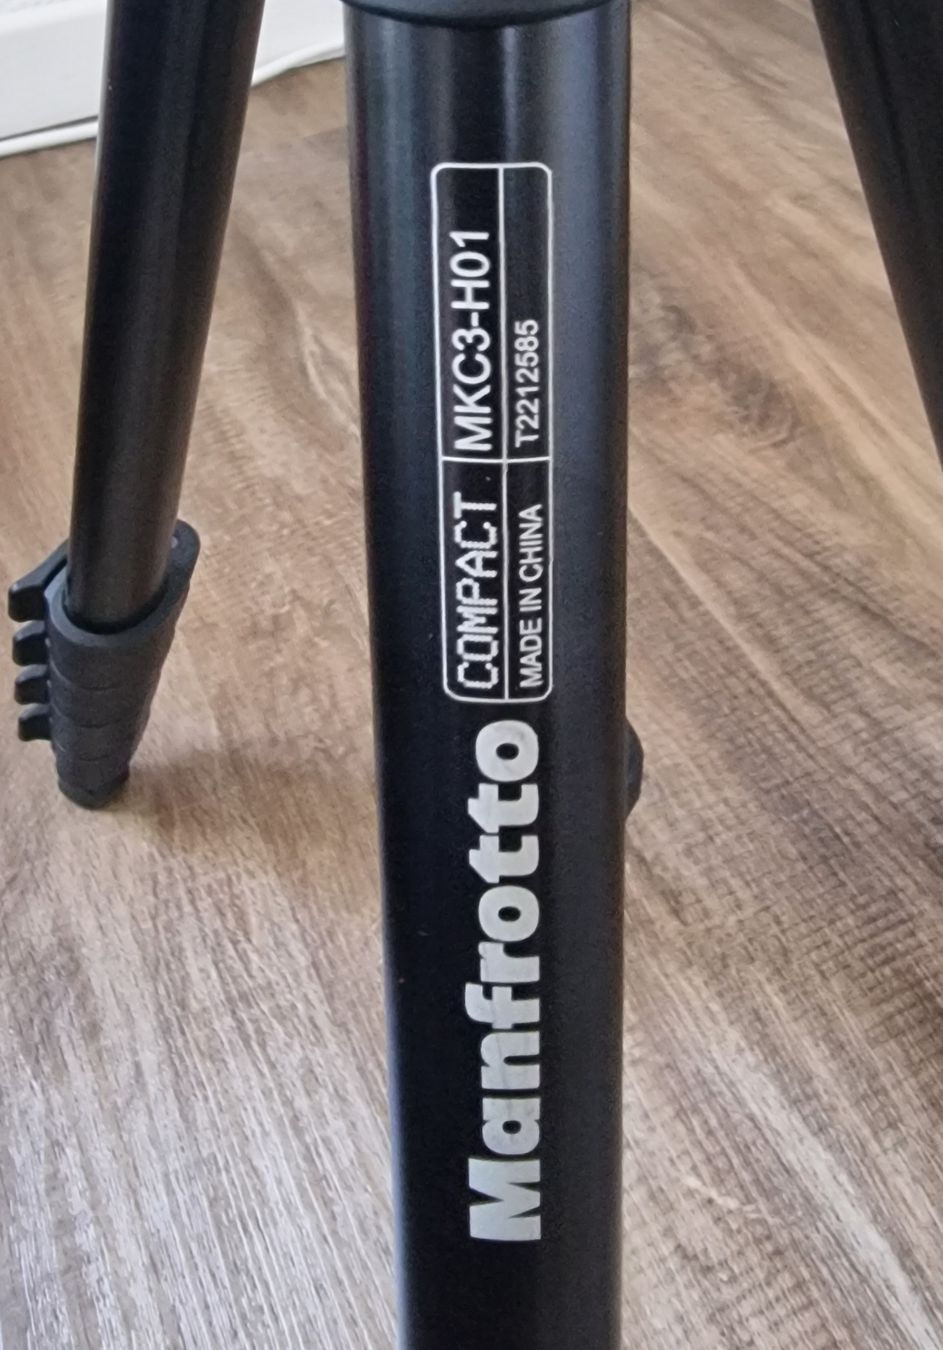 Manfrotto
COMPACT
MKC3-H01
MADE IN CHINA
T2212585